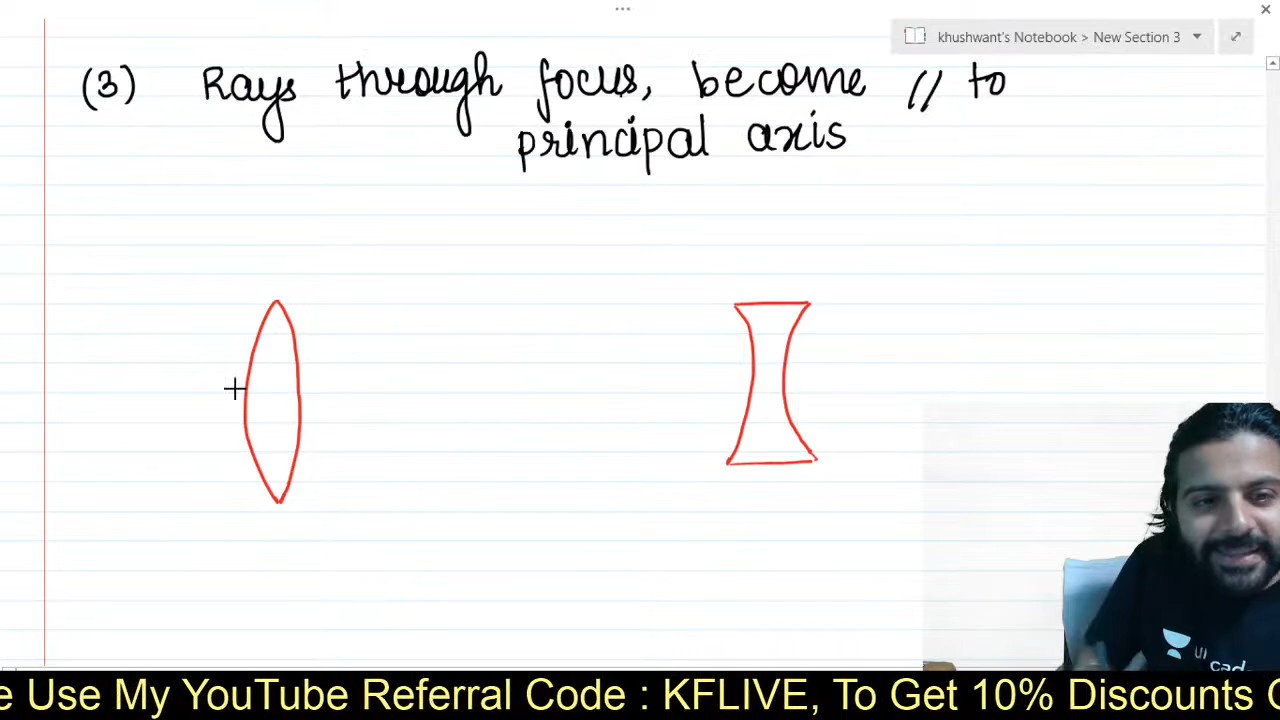 khushwant's Notebook > New Section 3
(3) Rays through focus, become // to
principal axis
e Use My YouTube Referral Code : KFLIVE, To Get 10% Discounts